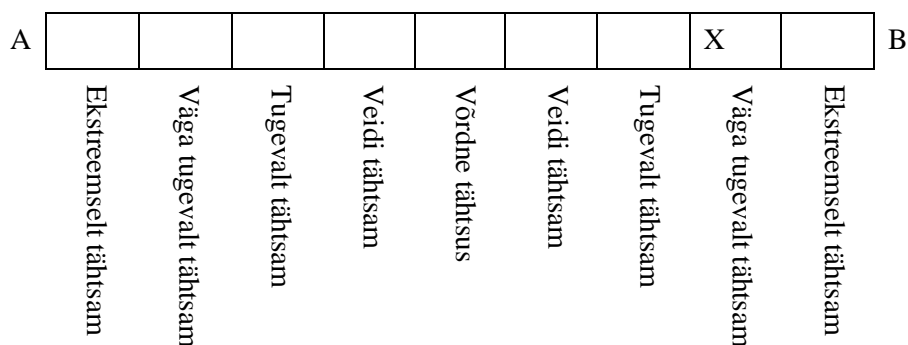 A X B
Ekstreemselt tähtsam
Väga tugevalt tähtsam
Tugevalt tähtsam
Veidi tähtsam
Võrdne tähtsus
Veidi tähtsam
Tugevalt tähtsam
Väga tugevalt tähtsam
Ekstreemselt tähtsam